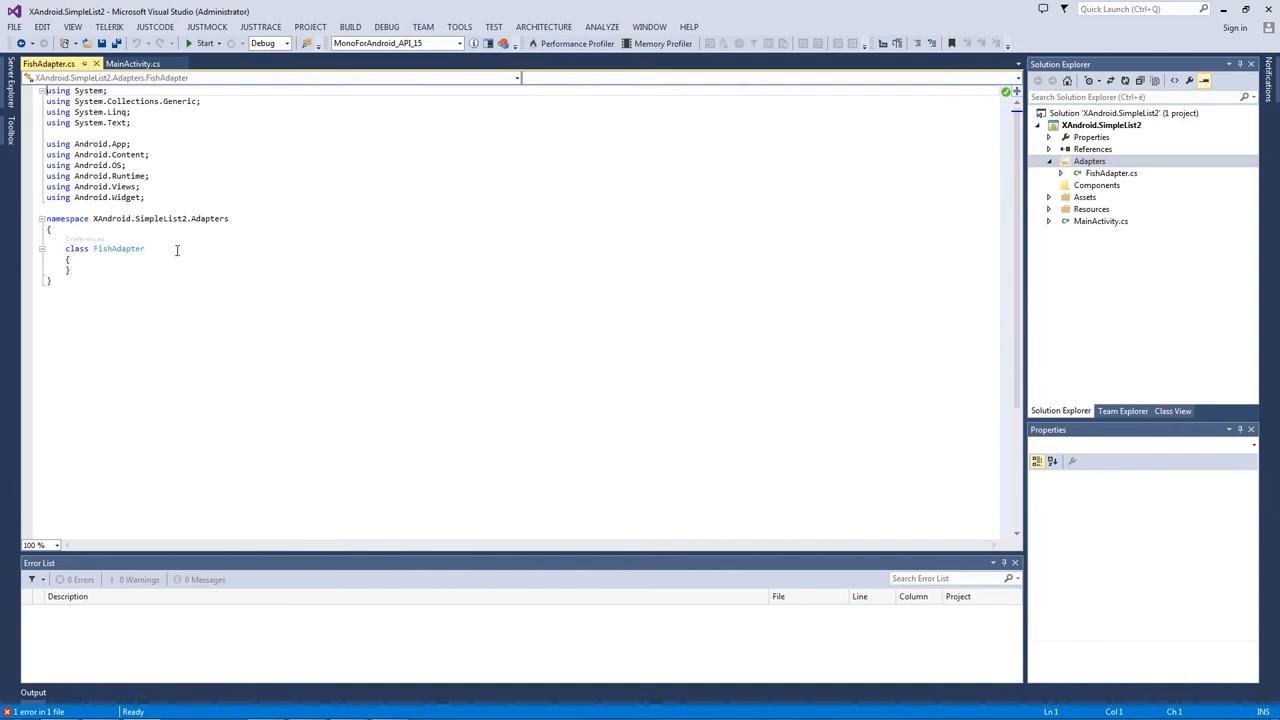 XAndroid.SimpleList2 - Microsoft Visual Studio (Administrator)
Quick Launch (Ctrl+Q)
FILE EDIT VIEW TELERIK JUSTCODE JUSTMOCK JUSTTRACE PROJECT BUILD DEBUG TEAM TOOLS TEST ARCHITECTURE ANALYZE WINDOW HELP
Sign in
Start Debug MonoForAndroid_API_15 Performance Profiler Memory Profiler
Server Explorer
Toolbox
FishAdapter.cs MainActivity.cs
XAndroid.SimpleList2.Adapters.FishAdapter
using System;
using System.Collections.Generic;
using System.Linq;
using System.Text;
using Android.App;
using Android.Content;
using Android.OS;
using Android.Runtime;
using Android.Views;
using Android.Widget;
namespace XAndroid.SimpleList2.Adapters
{
0 references
class FishAdapter
{
}
}
100 %
Error List
0 Errors 0 Warnings 0 Messages
Search Error List
Description File Line Column Project
Output
1 error in 1 file Ready Ln 1 Col 1 Ch 1 INS
Solution Explorer
Search Solution Explorer (Ctrl+é)
Solution 'XAndroid.SimpleList2' (1 project)
XAndroid.SimpleList2
Properties
References
Adapters
FishAdapter.cs
Components
Assets
Resources
MainActivity.cs
Solution Explorer Team Explorer Class View
Properties
Notifications